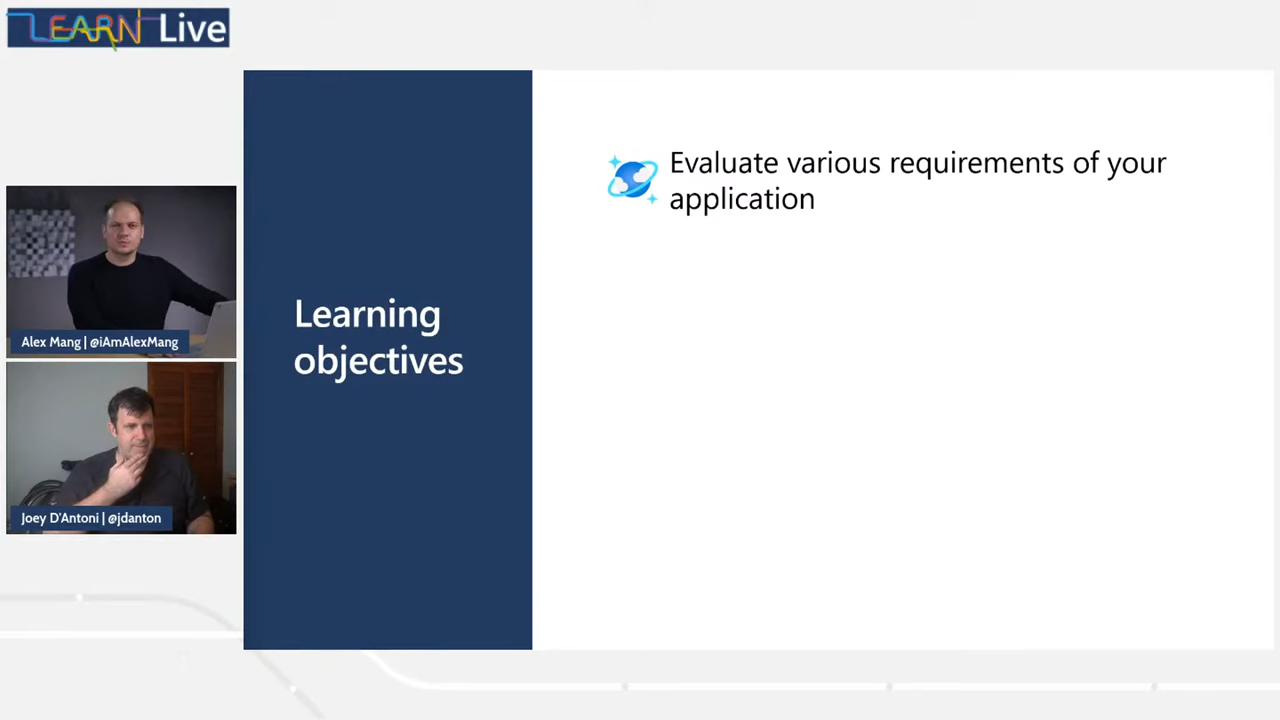 LEARN Live
Alex Mang | @iAmAlexMang
Joey D'Antoni | @jdanton
Learning
objectives
Evaluate various requirements of your
application